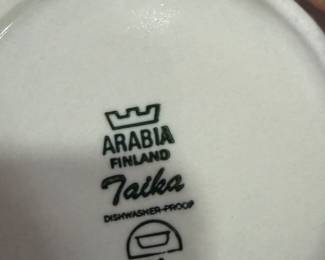 ARABIA
FINLAND
Taika
DISHWASHER-PROOF